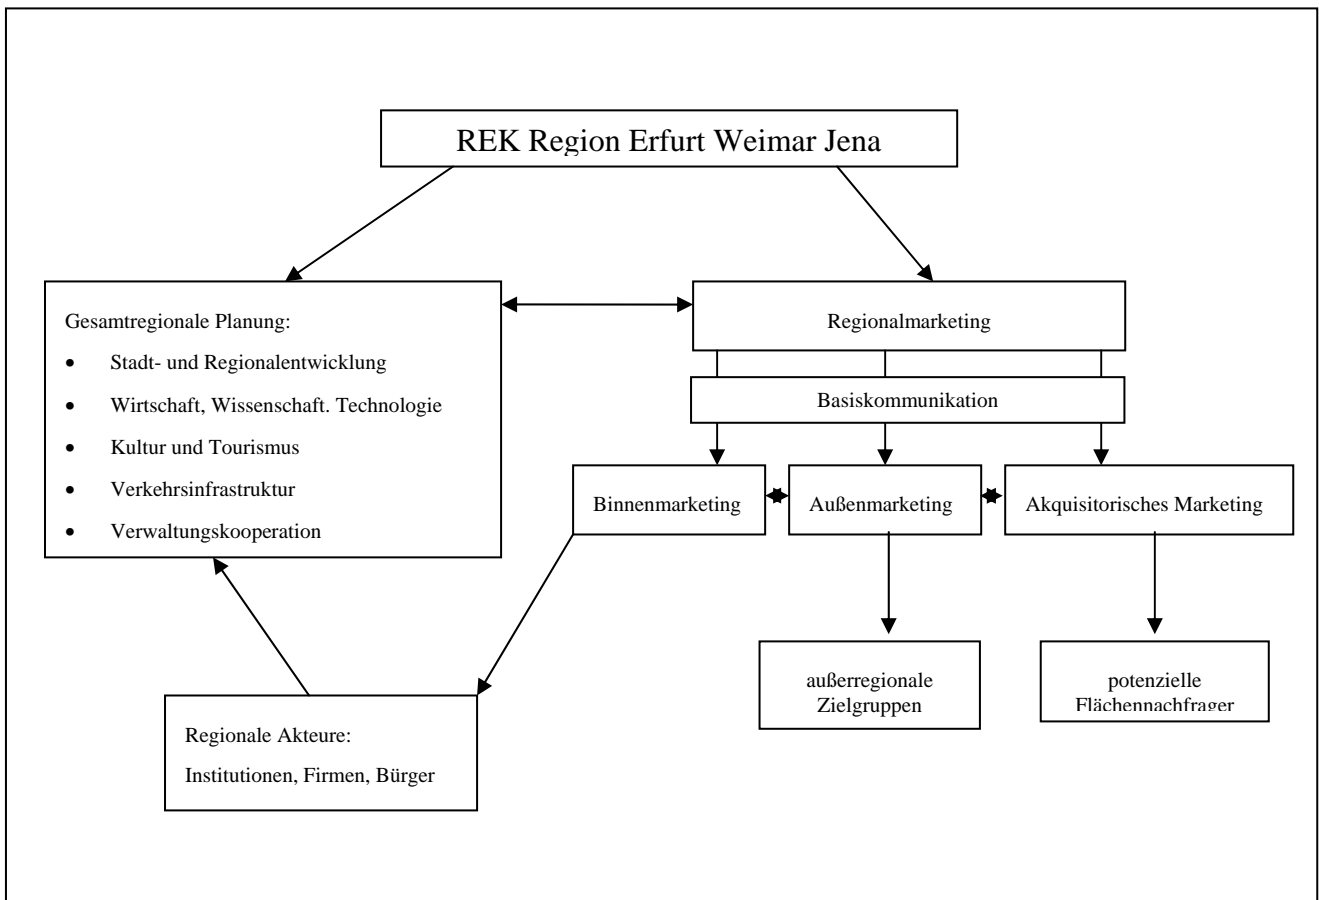 REK Region Erfurt Weimar Jena
Gesamtregionale Planung:
• Stadt- und Regionalentwicklung
• Wirtschaft, Wissenschaft. Technologie
• Kultur und Tourismus
• Verkehrsinfrastruktur
• Verwaltungskooperation
Regionalmarketing
Basiskommunikation
Binnenmarketing
Außenmarketing
Akquisitorisches Marketing
außerregionale
Zielgruppen
potenzielle
Flächennachfrager
Regionale Akteure:
Institutionen, Firmen, Bürger